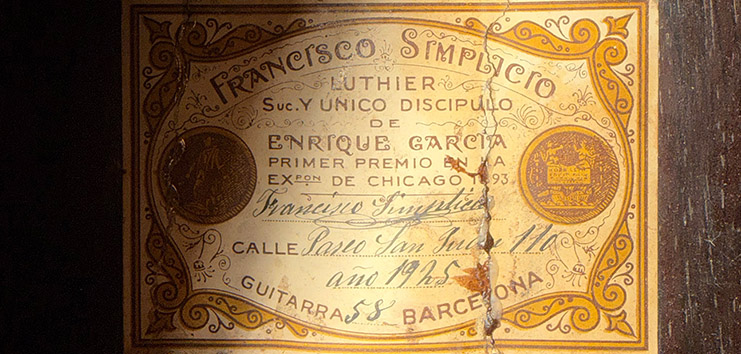 FRANCISCO SIMPLICIO
LUTHIER
SUC. Y UNICO DISCIPULO
DE
ENRIQUE GARCIA
PRIMER PREMIO EN LA
EXPON DE CHICAGO 1893
Francisco Simplicio
CALLE Paseo San Juan 110
año 1925
GUITARRA 58 BARCELONA